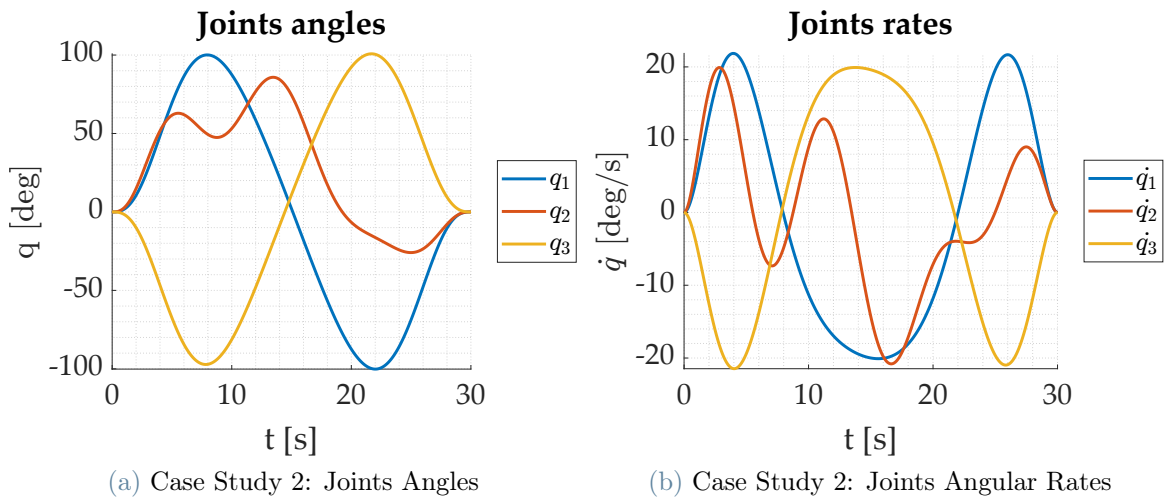 Joints angles
100
50
0
-50
-100
q [deg]
0
10
20
30
t [s]
q1
q2
q3
(a) Case Study 2: Joints Angles
Joints rates
20
10
0
-10
-20
q̇ [deg/s]
0
10
20
30
t [s]
q̇1
q̇2
q̇3
(b) Case Study 2: Joints Angular Rates